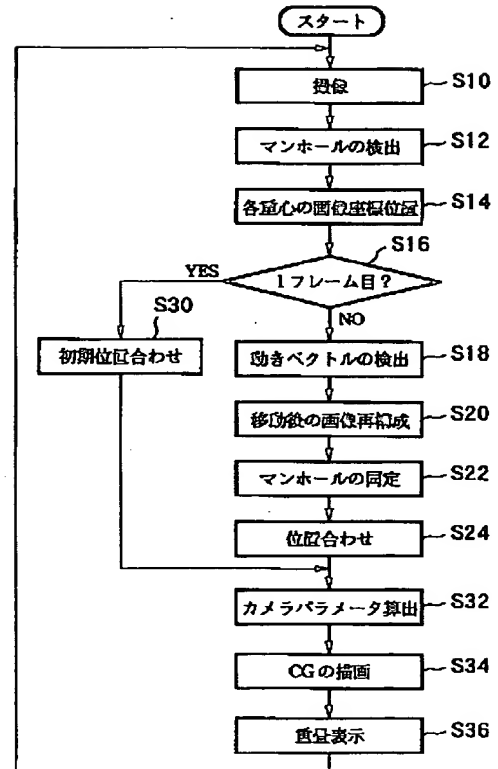 スタート
撮像
S10
マンホールの検出
S12
各重心の画像座標位置
S14
S16
1フレーム目?
YES
NO
S30
初期位置合わせ
動きベクトルの検出
S18
移動後の画像再構成
S20
マンホールの同定
S22
位置合わせ
S24
カメラパラメータ算出
S32
CGの描画
S34
重畳表示
S36